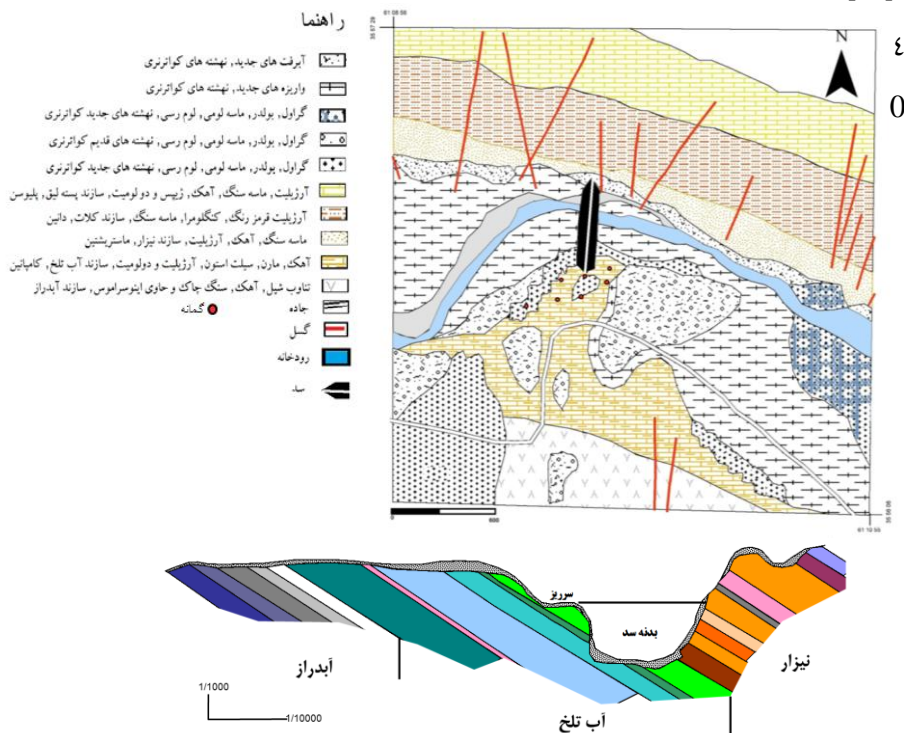 راهنما
آبرفت های جدید, نهشته های کواترنری
واریزه های جدید, نهشته های کواترنری
گراول, بولدر, ماسه لومی, لوم رسی, نهشته های جدید کواترنری
گراول, بولدر, ماسه لومی, لوم رسی, نهشته های قدیم کواترنری
گراول, بولدر, ماسه لومی, لوم رسی, نهشته های جدید کواترنری
آرژیلیت, ماسه سنگ, آهک, ژیپس و دولومیت, سازند پسته لیق, پلیوسن
آرژیلیت قرمز رنگ, کنگلومرا, ماسه سنگ, سازند کلات, دانین
ماسه سنگ, آهک, آرژیلیت, سازند نیزار, ماستریشتین
آهک, مارن, سیلت استون, آرژیلیت و دولومیت, سازند آب تلخ, کامپانین
تناوب شیل, آهک, سنگ چاک و حاوی اینوسراموس, سازند آبدراز
جاده
گمانه
گسل
رودخانه
سد
N
٤
0
0
600
سرریز
بدنه سد
نیزار
آبدراز
آب تلخ
1/1000
1/10000